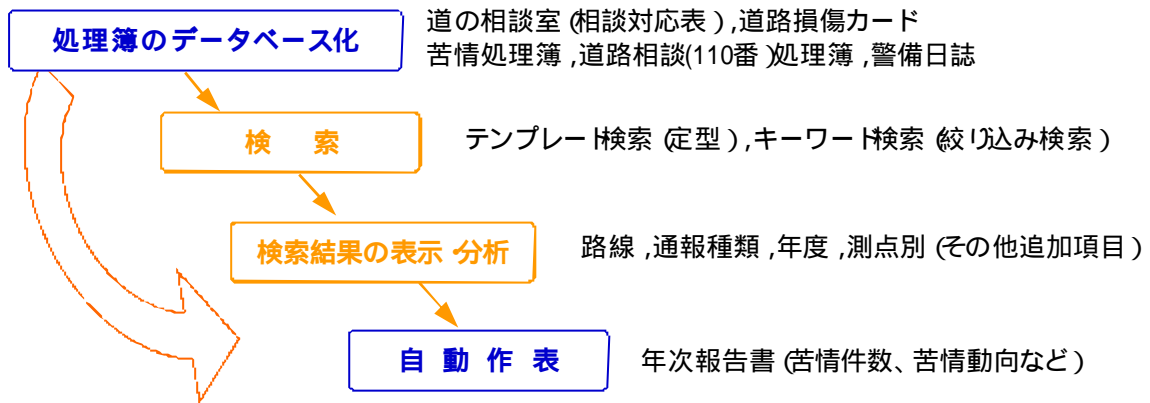 処理簿のデータベース化
道の相談室(相談対応表),道路損傷カード
苦情処理簿,道路相談(110番)処理簿,警備日誌
検 索
テンプレート検索(定型),キーワード検索(絞り込み検索)
検索結果の表示・分析
路線,通報種類,年度,測点別(その他追加項目)
自 動 作 表
年次報告書(苦情件数、苦情動向など)